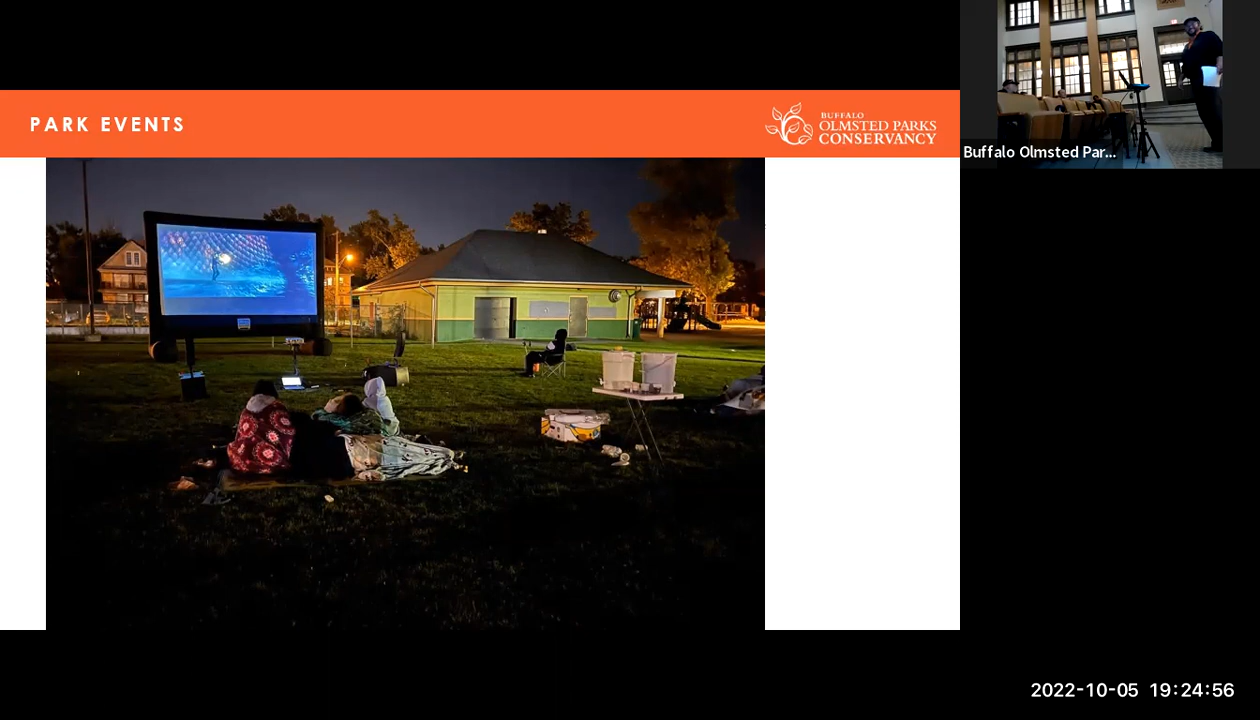 PARK EVENTS
BUFFALO
OLMSTED PARKS
CONSERVANCY
Buffalo Olmsted Par...
2022-10-05 19:24:56